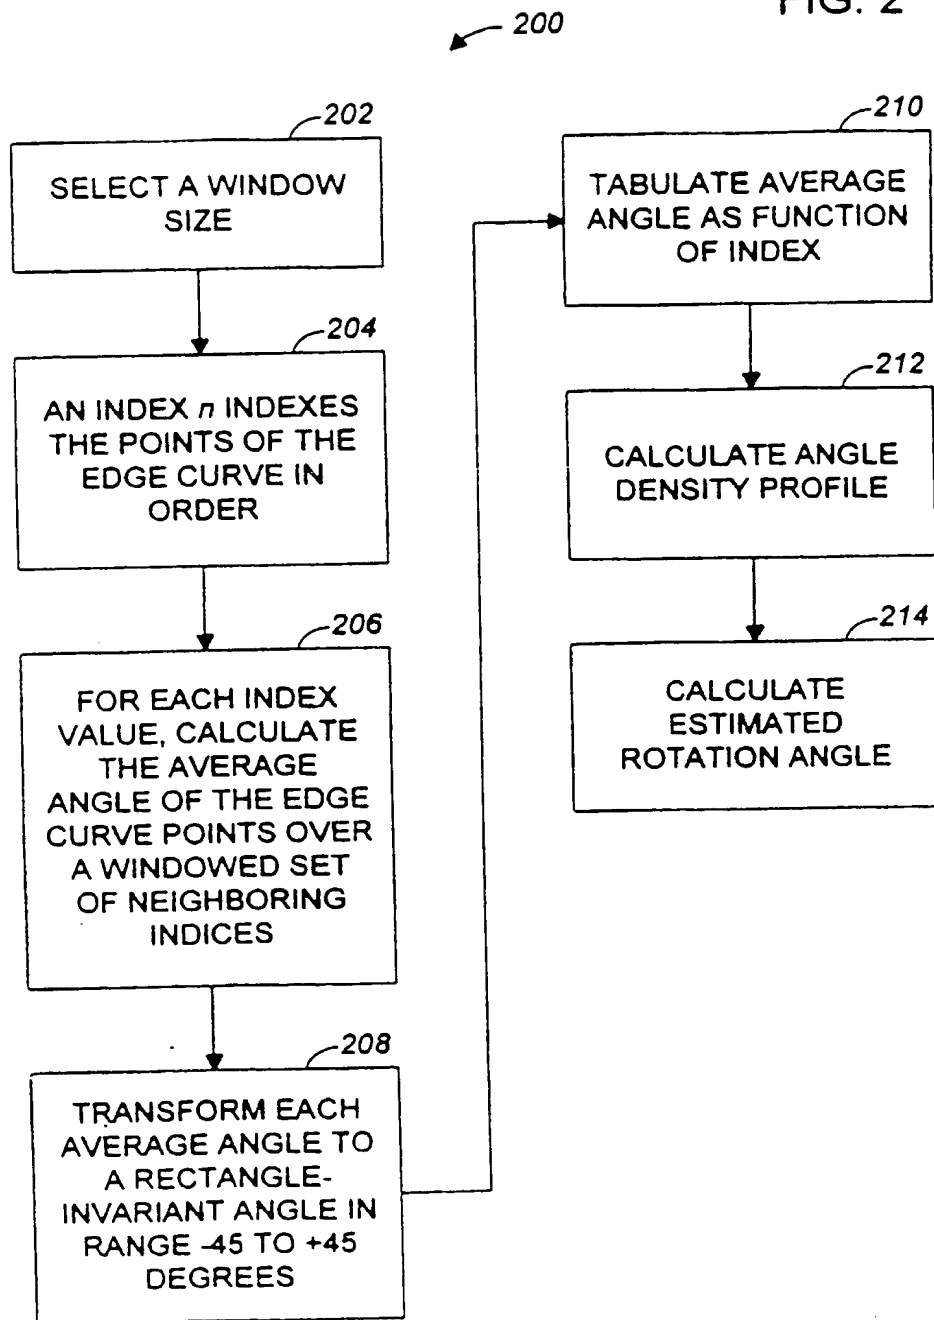 FIG. 2
200
202
SELECT A WINDOW
SIZE
204
AN INDEX n INDEXES
THE POINTS OF THE
EDGE CURVE IN
ORDER
206
FOR EACH INDEX
VALUE, CALCULATE
THE AVERAGE
ANGLE OF THE EDGE
CURVE POINTS OVER
A WINDOWED SET
OF NEIGHBORING
INDICES
208
TRANSFORM EACH
AVERAGE ANGLE TO
A RECTANGLE-
INVARIANT ANGLE IN
RANGE -45 TO +45
DEGREES
210
TABULATE AVERAGE
ANGLE AS FUNCTION
OF INDEX
212
CALCULATE ANGLE
DENSITY PROFILE
214
CALCULATE
ESTIMATED
ROTATION ANGLE